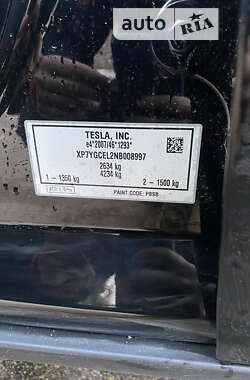 auto RIA
TESLA, INC.
e4*2007/46*1293*
XP7YGCEL2NB008997
2634 kg
4234 kg
1 - 1350 kg 2 - 1500 kg
PAINT CODE: PBSB